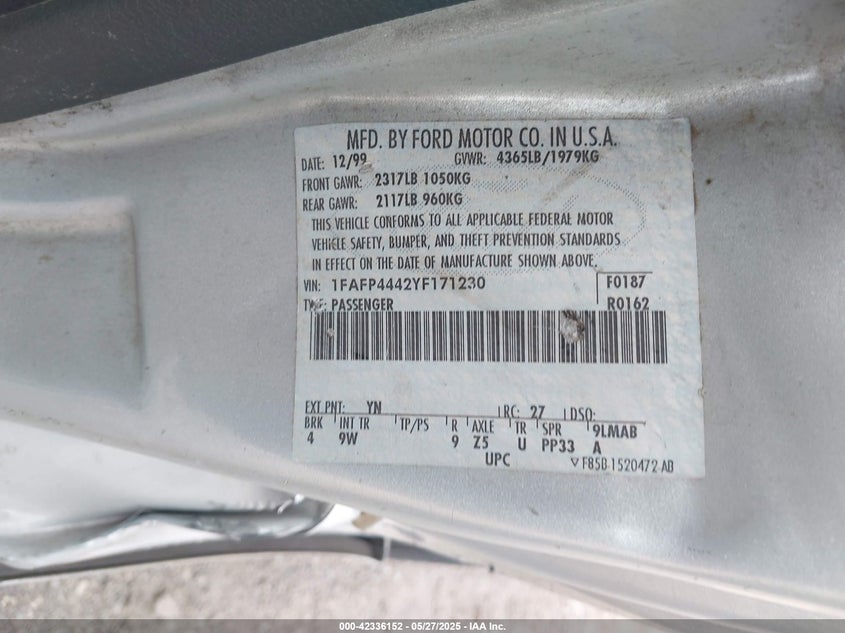 MFD. BY FORD MOTOR CO. IN U.S.A.
DATE: 12/99 GVWR: 4365LB/1979KG
FRONT GAWR: 2317LB 1050KG
REAR GAWR: 2117LB 960KG
THIS VEHICLE CONFORMS TO ALL APPLICABLE FEDERAL MOTOR
VEHICLE SAFETY, BUMPER, AND THEFT PREVENTION STANDARDS
IN EFFECT ON THE DATE OF MANUFACTURE SHOWN ABOVE.
VIN: 1FAFP4442YF171230 F0187
TYPE: PASSENGER R0162
EXT PNT: YN RC: 27 DSO:
BRK INT TR TP/PS R AXLE TR SPR 9LMAB
4 9W 9 Z5 U PP33 A
UPC F85B-1520472-AB
000-42336152 — 05/27/2025 — IAA Inc.